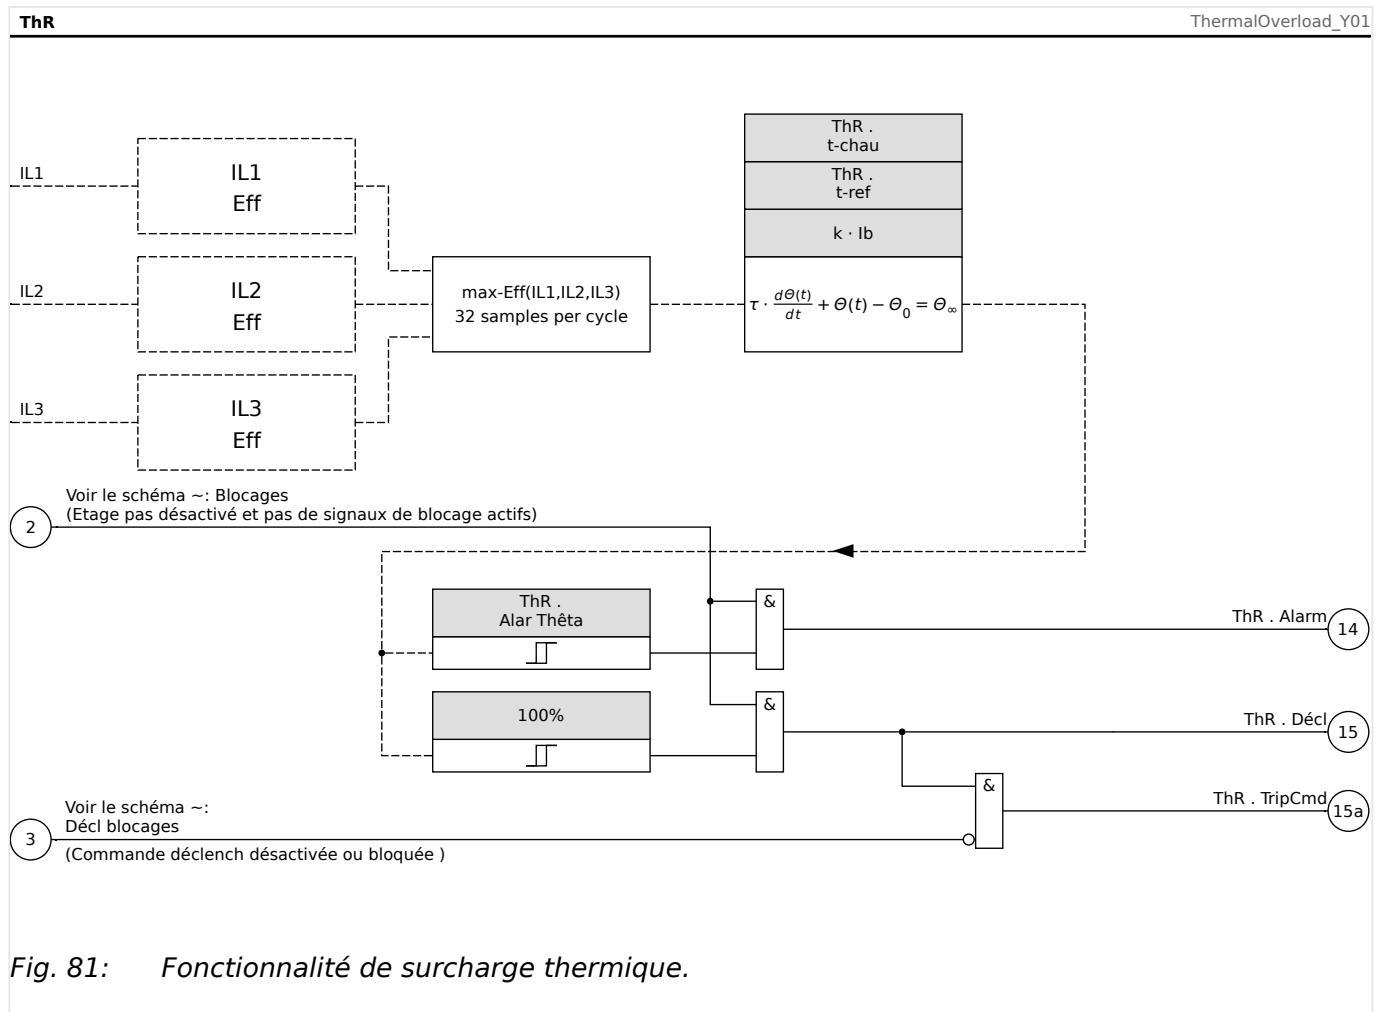 ThR
ThermalOverload_Y01
ThR .
t-chau
ThR .
t-ref
k · Ib
τ · dΘ(t)/dt + Θ(t) − Θ₀ = Θ∞
IL1
IL1
Eff
IL2
IL2
Eff
max-Eff(IL1,IL2,IL3)
32 samples per cycle
IL3
IL3
Eff
Voir le schéma ~: Blocages
(Etage pas désactivé et pas de signaux de blocage actifs)
2
ThR .
Alar Thêta
&
ThR . Alarm
14
100%
&
ThR . Décl
15
&
ThR . TripCmd
15a
Voir le schéma ~:
Décl blocages
3
(Commande déclench désactivée ou bloquée )
Fig. 81: Fonctionnalité de surcharge thermique.